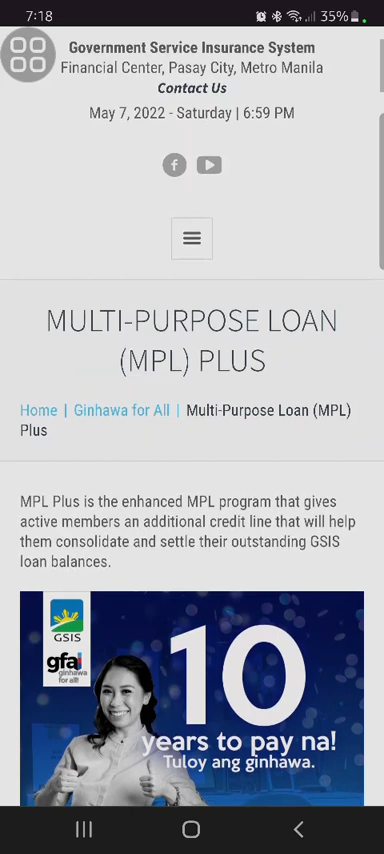 7:18
35%
Government Service Insurance System
Financial Center, Pasay City, Metro Manila
Contact Us
May 7, 2022 - Saturday | 6:59 PM
MULTI-PURPOSE LOAN
(MPL) PLUS
Home | Ginhawa for All | Multi-Purpose Loan (MPL)
Plus
MPL Plus is the enhanced MPL program that gives
active members an additional credit line that will help
them consolidate and settle their outstanding GSIS
loan balances.
GSIS
gfa!
ginhawa
for all!
10
years to pay na!
Tuloy ang ginhawa.